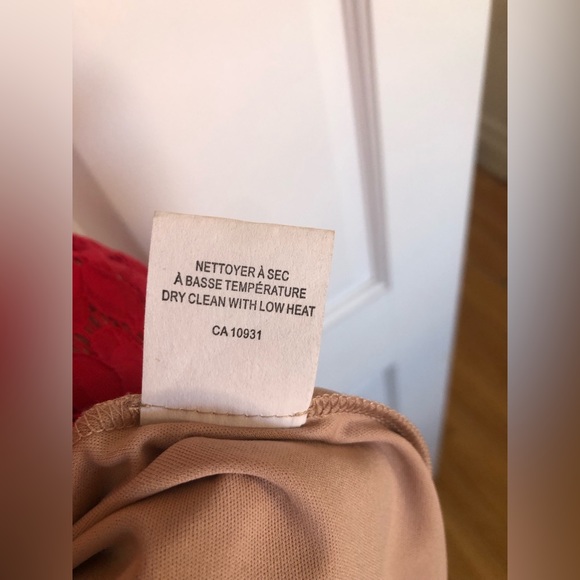 NETTOYER À SEC
À BASSE TEMPÉRATURE
DRY CLEAN WITH LOW HEAT
CA 10931